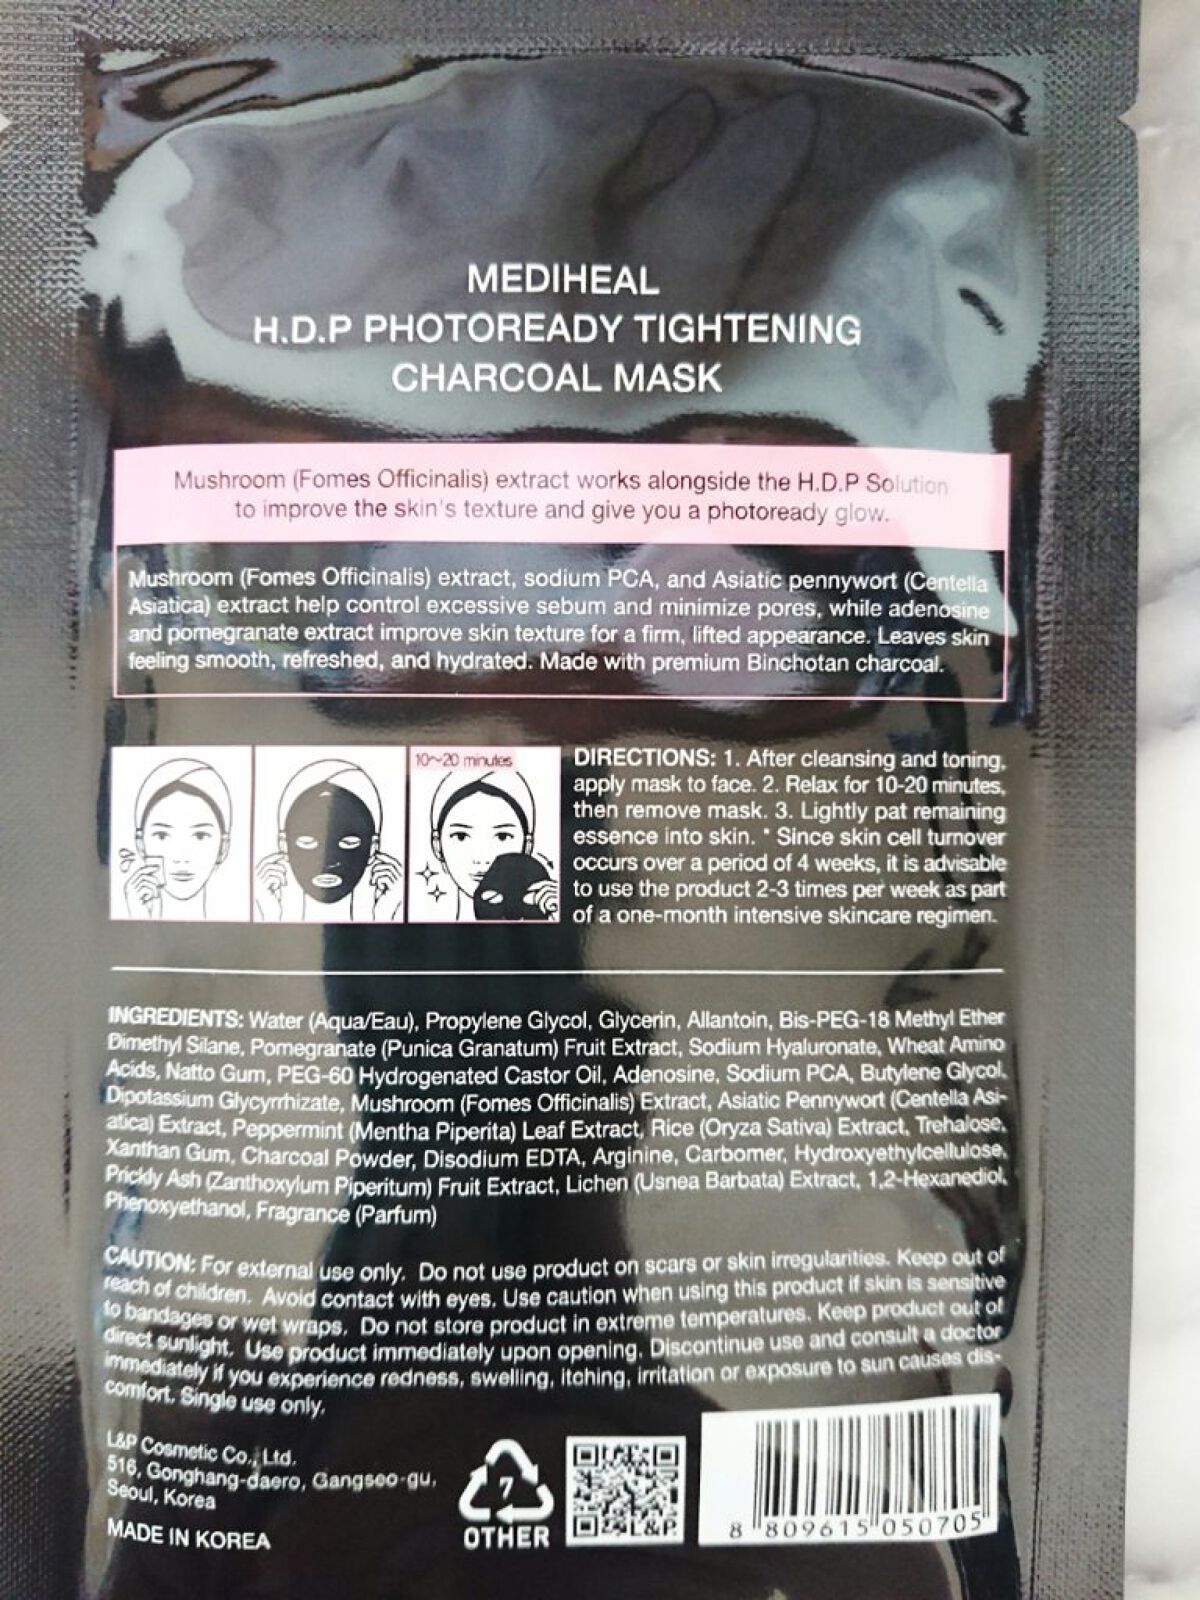 MEDIHEAL
H.D.P PHOTOREADY TIGHTENING
CHARCOAL MASK
Mushroom (Fomes Officinalis) extract works alongside the H.D.P Solution
to improve the skin's texture and give you a photoready glow.
Mushroom (Fomes Officinalis) extract, sodium PCA, and Asiatic pennywort (Centella
Asiatica) extract help control excessive sebum and minimize pores, while adenosine
and pomegranate extract improve skin texture for a firm, lifted appearance. Leaves skin
feeling smooth, refreshed, and hydrated. Made with premium Binchotan charcoal.
10~20 minutes
DIRECTIONS: 1. After cleansing and toning,
apply mask to face. 2. Relax for 10-20 minutes,
then remove mask. 3. Lightly pat remaining
essence into skin. * Since skin cell turnover
occurs over a period of 4 weeks, it is advisable
to use the product 2-3 times per week as part
of a one-month intensive skincare regimen.
INGREDIENTS: Water (Aqua/Eau), Propylene Glycol, Glycerin, Allantoin, Bis-PEG-18 Methyl Ether
Dimethyl Silane, Pomegranate (Punica Granatum) Fruit Extract, Sodium Hyaluronate, Wheat Amino
Acids, Natto Gum, PEG-60 Hydrogenated Castor Oil, Adenosine, Sodium PCA, Butylene Glycol,
Dipotassium Glycyrrhizate, Mushroom (Fomes Officinalis) Extract, Asiatic Pennywort (Centella Asi-
atica) Extract, Peppermint (Mentha Piperita) Leaf Extract, Rice (Oryza Sativa) Extract, Trehalose,
Xanthan Gum, Charcoal Powder, Disodium EDTA, Arginine, Carbomer, Hydroxyethylcellulose,
Prickly Ash (Zanthoxylum Piperitum) Fruit Extract, Lichen (Usnea Barbata) Extract, 1,2-Hexanediol,
Phenoxyethanol, Fragrance (Parfum)
CAUTION: For external use only. Do not use product on scars or skin irregularities. Keep out of
reach of children. Avoid contact with eyes. Use caution when using this product if skin is sensitive
to bandages or wet wraps. Do not store product in extreme temperatures. Keep product out of
direct sunlight. Use product immediately upon opening. Discontinue use and consult a doctor
immediately if you experience redness, swelling, itching, irritation or exposure to sun causes dis-
comfort. Single use only.
L&P Cosmetic Co., Ltd.
516, Gonghang-daero, Gangseo-gu,
Seoul, Korea
MADE IN KOREA
7
OTHER
L&P
8 809615 050705